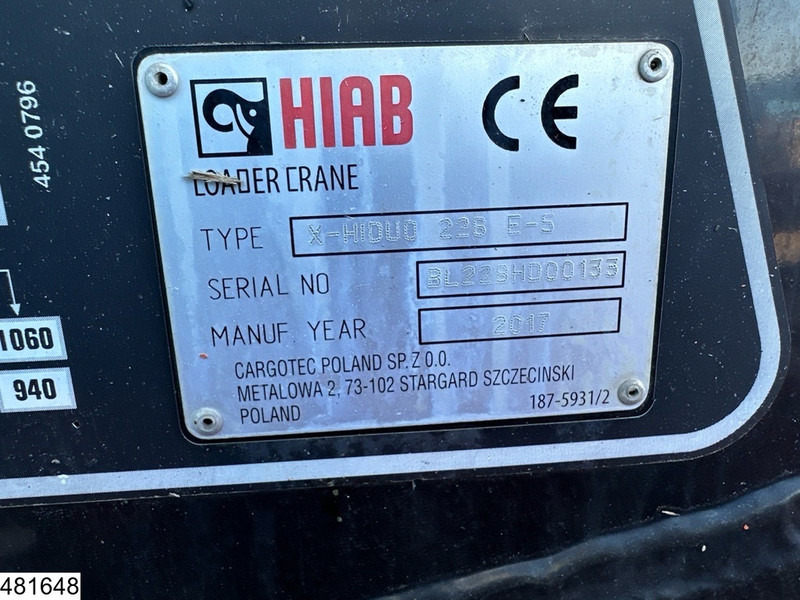 454 0796
1060
940
HIAB CE
LOADER CRANE
TYPE X-HIDUO 228 E-5
SERIAL NO BL228HD00133
MANUF. YEAR 2017
CARGOTEC POLAND SP. Z O.O.
METALOWA 2, 73-102 STARGARD SZCZECINSKI
POLAND
187-5931/2
481648